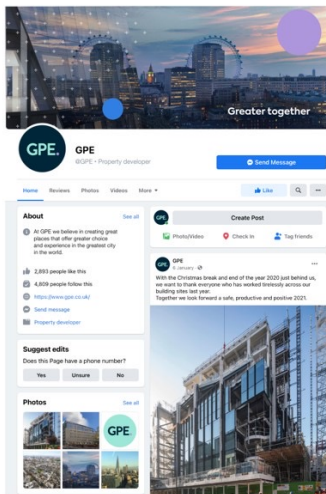 Greater together
GPE.
GPE
@GPE • Property developer
Send Message
Home Reviews Photos Videos More
Like
About
See all
At GPE we believe in creating great
places that offer greater choice
and experience in the greatest city
in the world.
2,893 people like this
4,809 people follow this
https://www.gpe.co.uk/
Send message
Property developer
Suggest edits
Does this Page have a phone number?
Yes Unsure No
Photos
See all
GPE
GPE.
Create Post
Photo/Video Check in Tag friends
GPE.
GPE
6 January
With the Christmas break and end of the year 2020 just behind us,
we want to thank everyone who has worked tirelessly across our
building sites last year.
Together we look forward a safe, productive and positive 2021.